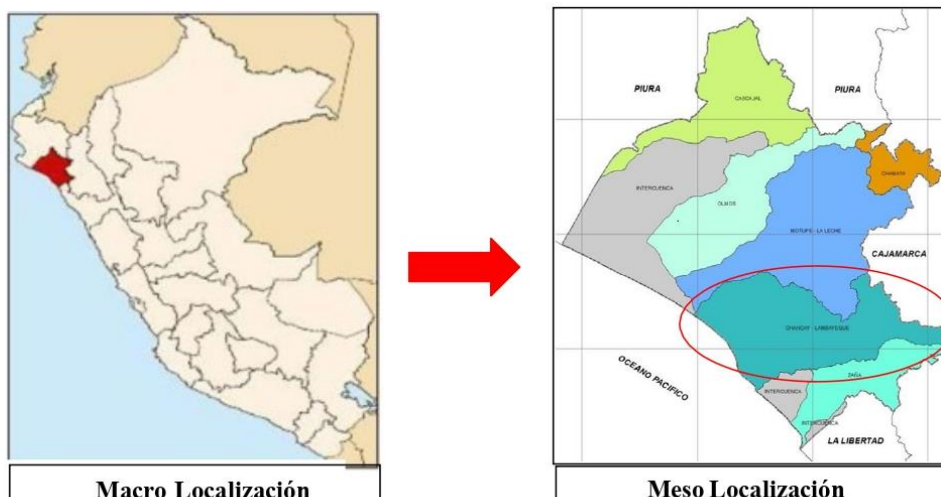 Macro Localización
PIURA
PIURA
CASCAJAL
CHAMAYA
INTERCUENCA
OLMOS
MOTUPE - LA LECHE
CAJAMARCA
CHANCAY - LAMBAYEQUE
OCEANO PACIFICO
ZAÑA
INTERCUENCA
INTERCUENCA
LA LIBERTAD
Meso Localización